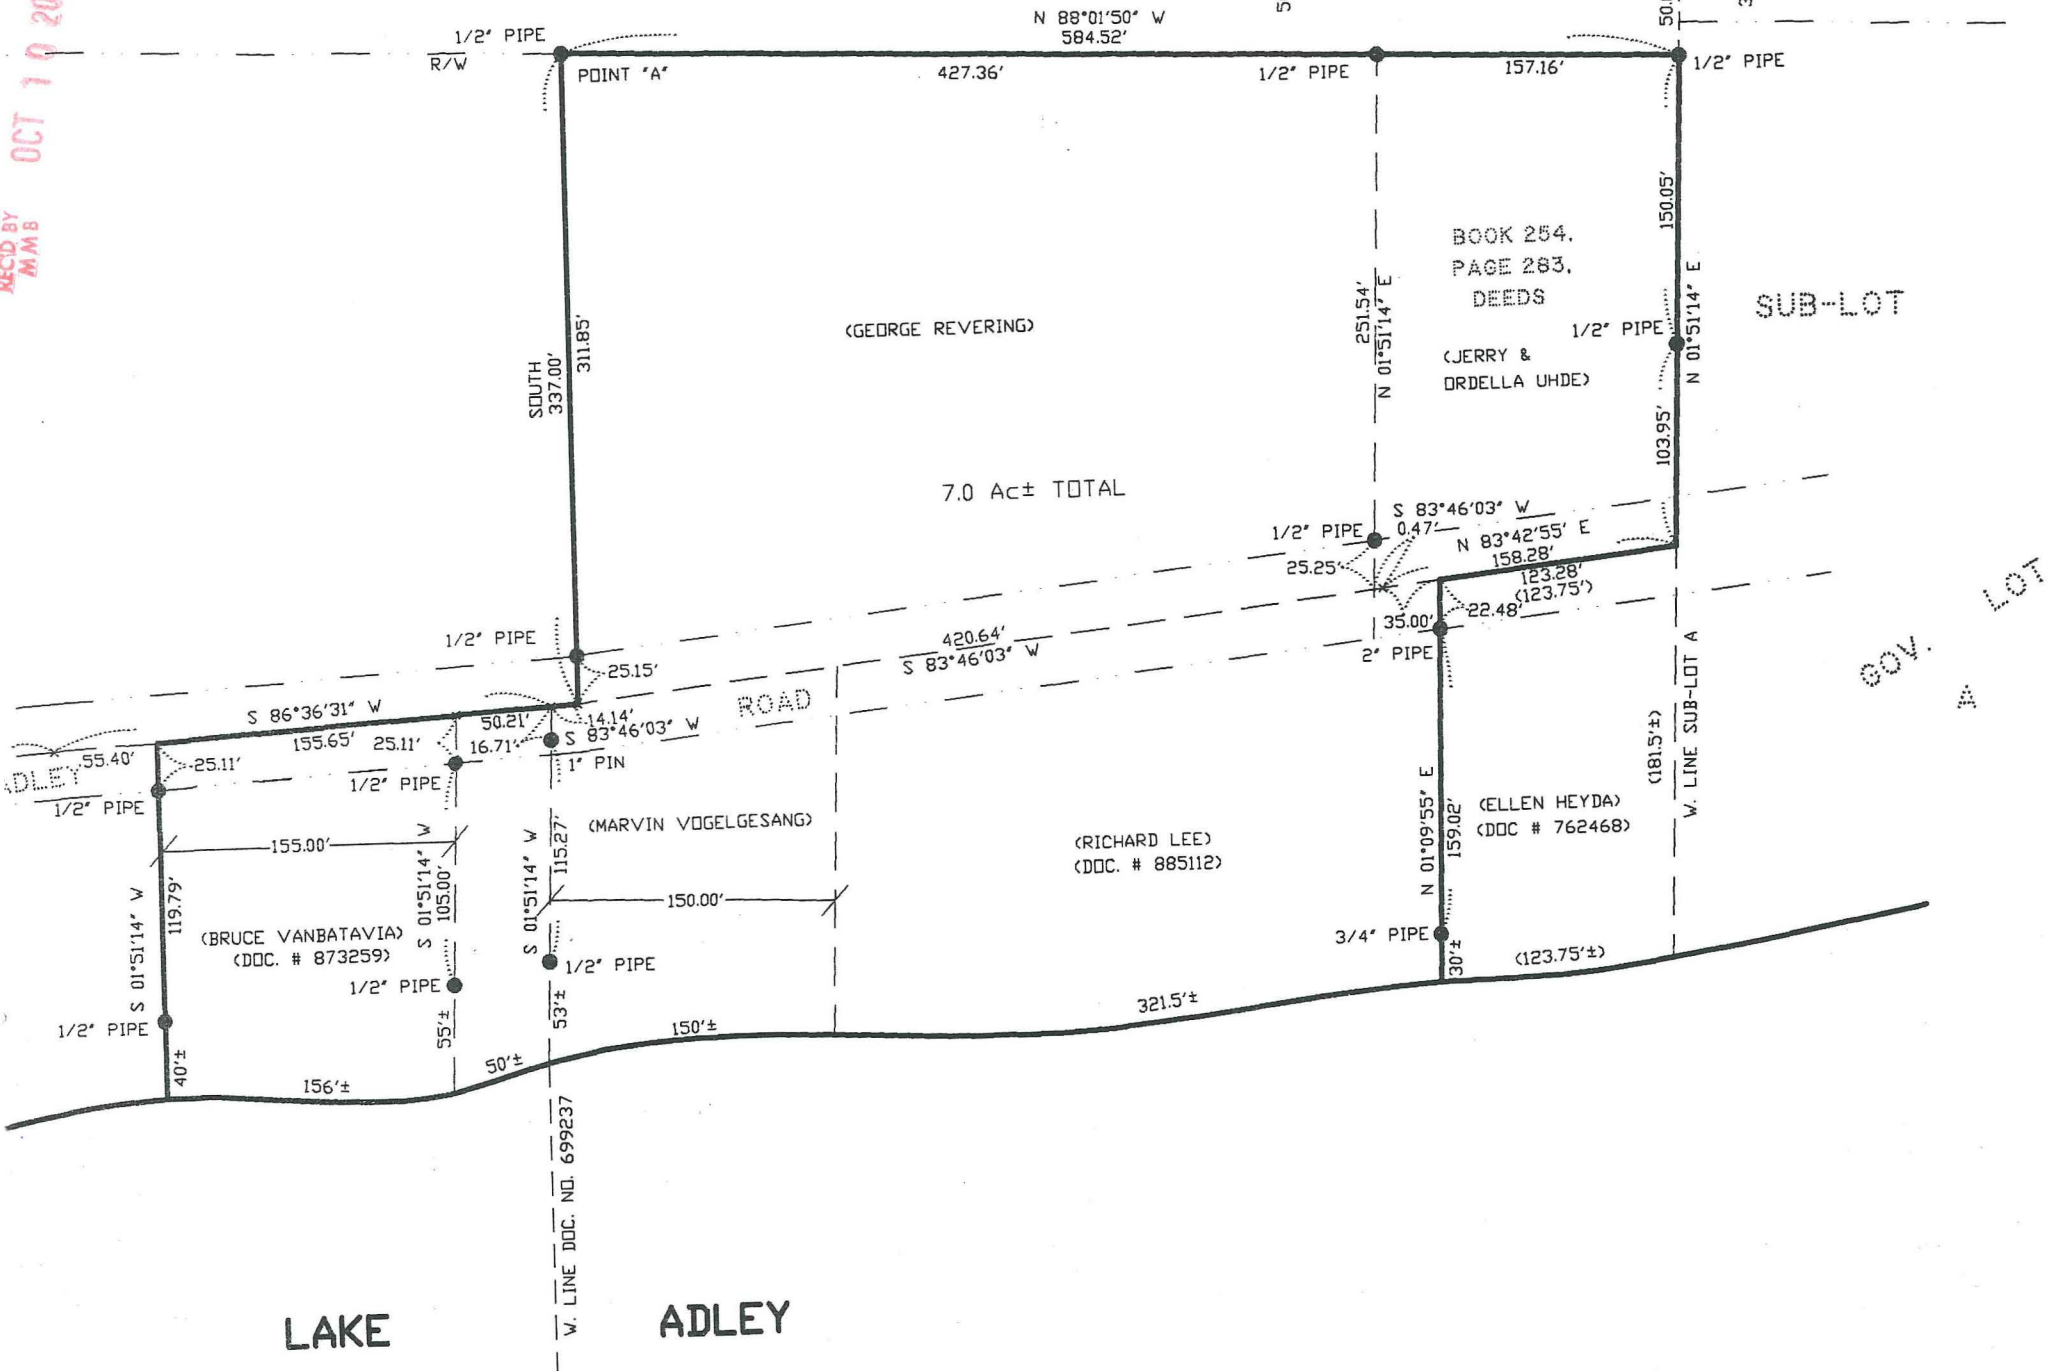 N 88°01'50" W
584.52'
1/2" PIPE
R/W
POINT "A"
427.36'
1/2" PIPE
157.16'
1/2" PIPE
OCT 10 20
REC'D BY
MMB
150.05'
BOOK 254,
PAGE 283,
DEEDS
N 01°51'14" E
SUB-LOT
251.54'
N 01°51'14" E
1/2" PIPE
(GEORGE REVERING)
(JERRY &
ORDELLA UHDE)
311.85'
SOUTH
337.00'
103.95'
7.0 Ac± TOTAL
S 83°46'03" W
0.47'
1/2" PIPE
N 83°42'55' E
158.28'
25.25'
123.28'
(123.75')
35.00'
22.48'
2" PIPE
LOT
GOV.
A
1/2" PIPE
25.15'
420.64'
S 83°46'03" W
ROAD
S 86°36'31" W
155.65'
50.21'
14.14'
S 83°46'03" W
25.11'
16.71'
1" PIN
55.40'
25.11'
ADLEY
1/2" PIPE
1/2" PIPE
W. LINE SUB-LOT A
(181.5'±)
155.00'
(MARVIN VOGELGESANG)
(RICHARD LEE)
(DOC. # 885112)
(ELLEN HEYDA)
(DOC # 762468)
N 01°09'55" E
159.02'
S 01°51'14" W
119.79'
S 01°51'14" W
105.00'
S 01°51'14" W
115.27'
150.00'
(BRUCE VANBATAVIA)
(DOC. # 873259)
1/2" PIPE
1/2" PIPE
1/2" PIPE
3/4" PIPE
30'±
(123.75'±)
321.5'±
40'±
156'±
55'±
50'±
53'±
150'±
W. LINE DOC. NO. 699237
LAKE ADLEY